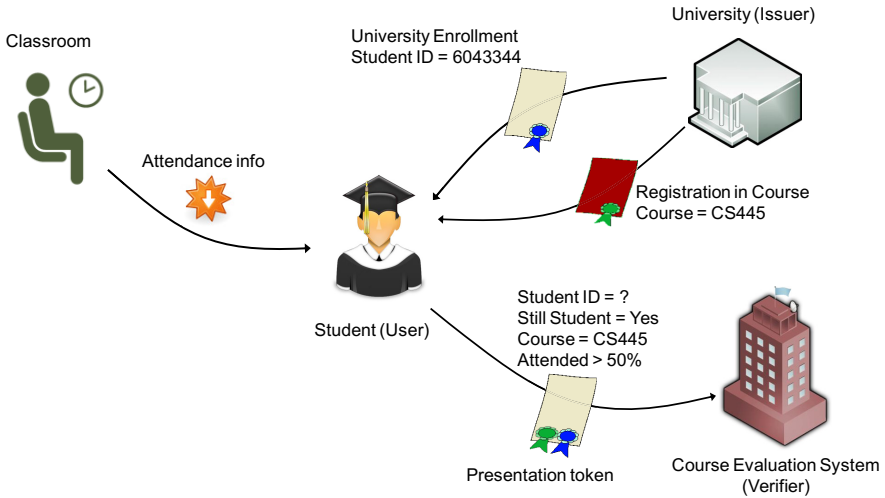 University (Issuer)
Classroom
University Enrollment
Student ID = 6043344
Attendance info
Registration in Course
Course = CS445
Student (User)
Student ID = ?
Still Student = Yes
Course = CS445
Attended > 50%
Presentation token
Course Evaluation System
(Verifier)